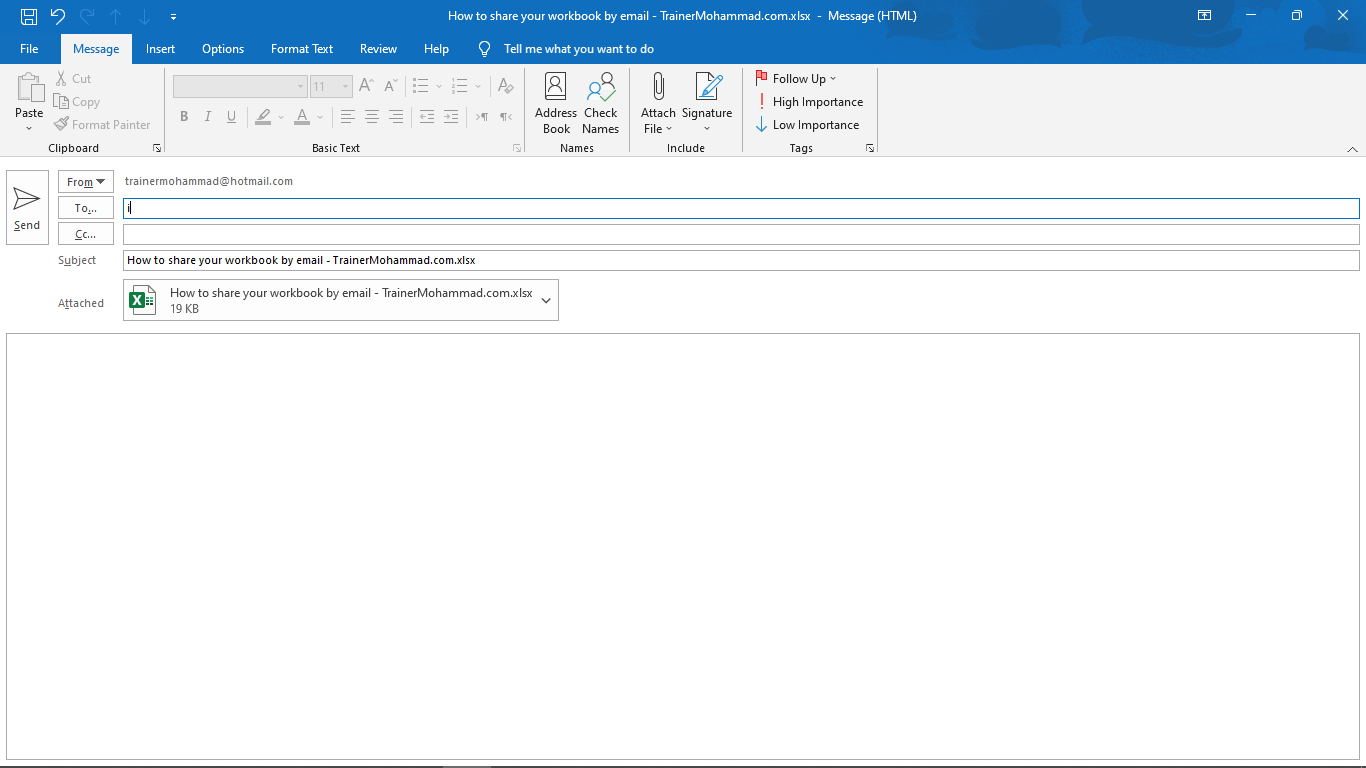 How to share your workbook by email - TrainerMohammad.com.xlsx - Message (HTML)
File Message Insert Options Format Text Review Help Tell me what you want to do
Paste
Cut
Copy
Format Painter
Clipboard
11
A A
B I U A
Basic Text
Address Book
Check Names
Names
Attach File
Signature
Include
Follow Up
High Importance
Low Importance
Tags
Send
From trainermohammad@hotmail.com
To... i
Cc...
Subject How to share your workbook by email - TrainerMohammad.com.xlsx
Attached How to share your workbook by email - TrainerMohammad.com.xlsx
19 KB